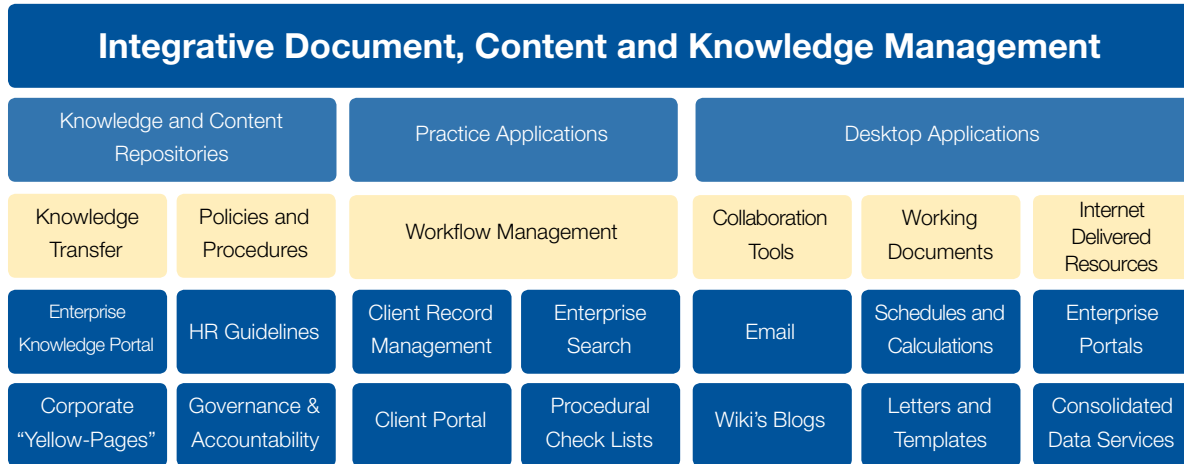 Integrative Document, Content and Knowledge Management
Knowledge and Content
Repositories
Practice Applications
Desktop Applications
Knowledge
Transfer
Policies and
Procedures
Workflow Management
Collaboration
Tools
Working
Documents
Internet
Delivered
Resources
Enterprise
Knowledge Portal
HR Guidelines
Client Record
Management
Enterprise
Search
Email
Schedules and
Calculations
Enterprise
Portals
Corporate
“Yellow-Pages”
Governance &
Accountability
Client Portal
Procedural
Check Lists
Wiki's Blogs
Letters and
Templates
Consolidated
Data Services